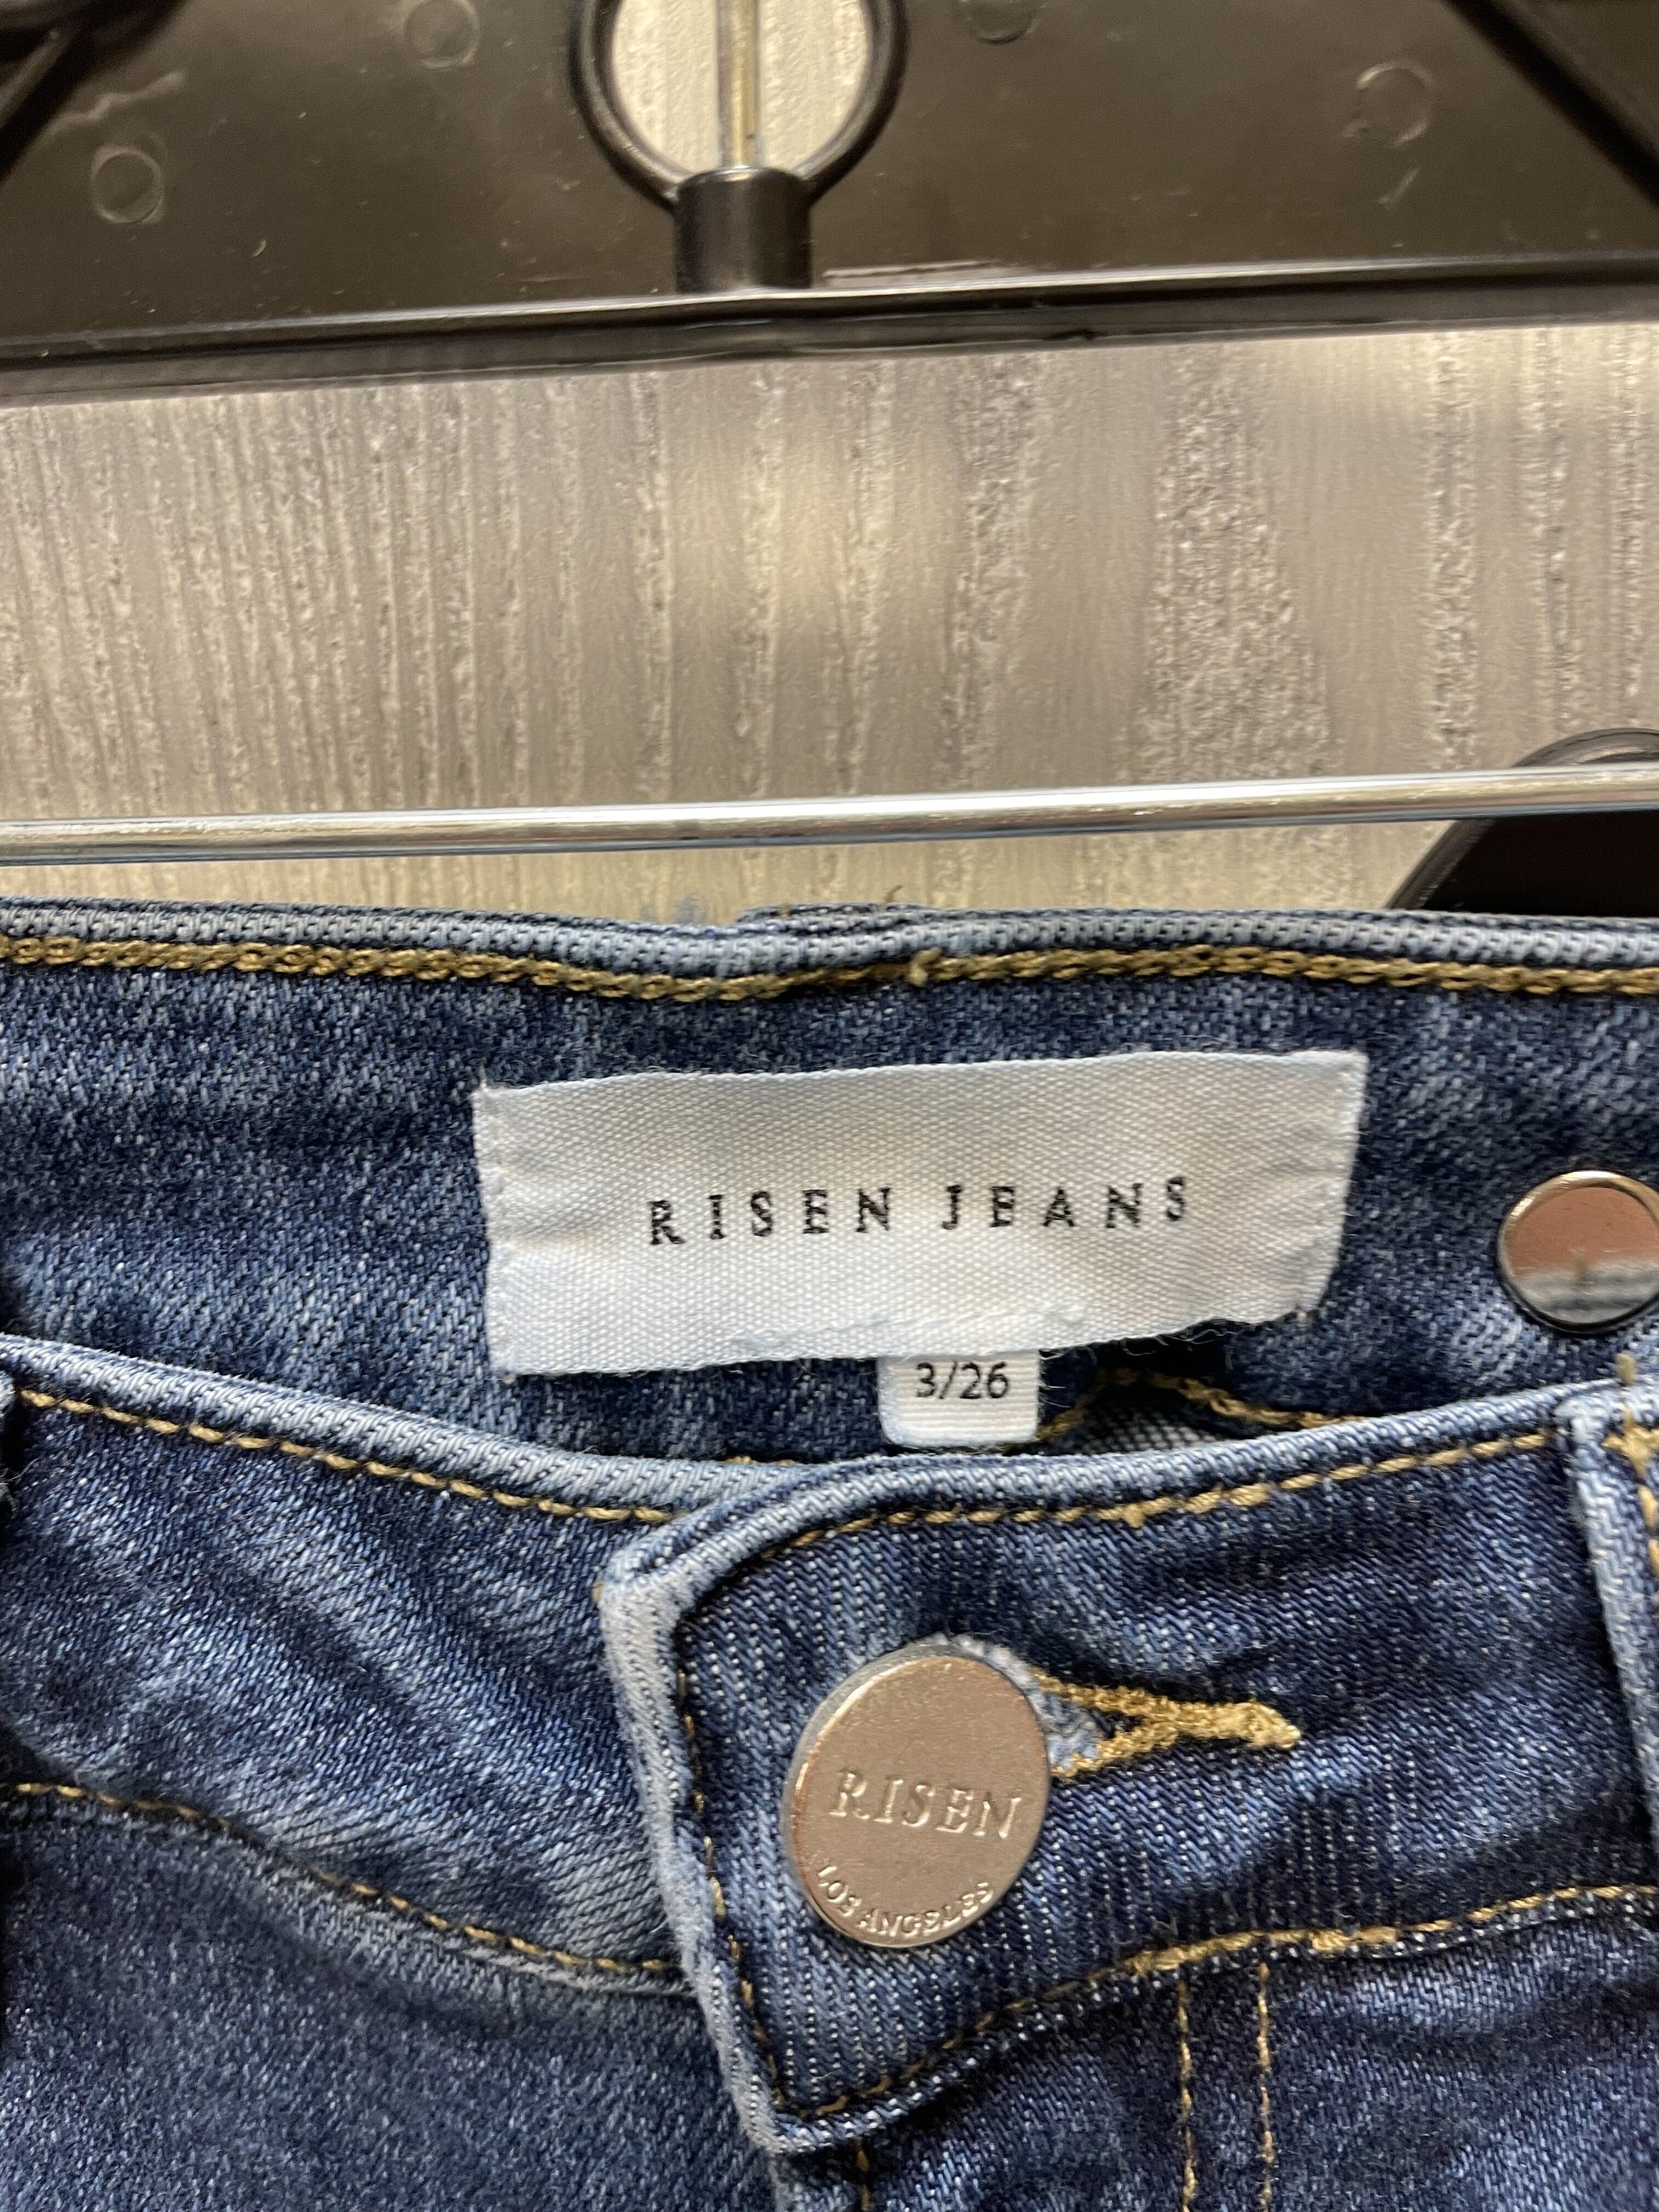 RISEN JEANS
3/26
RISEN
LOS ANGELES